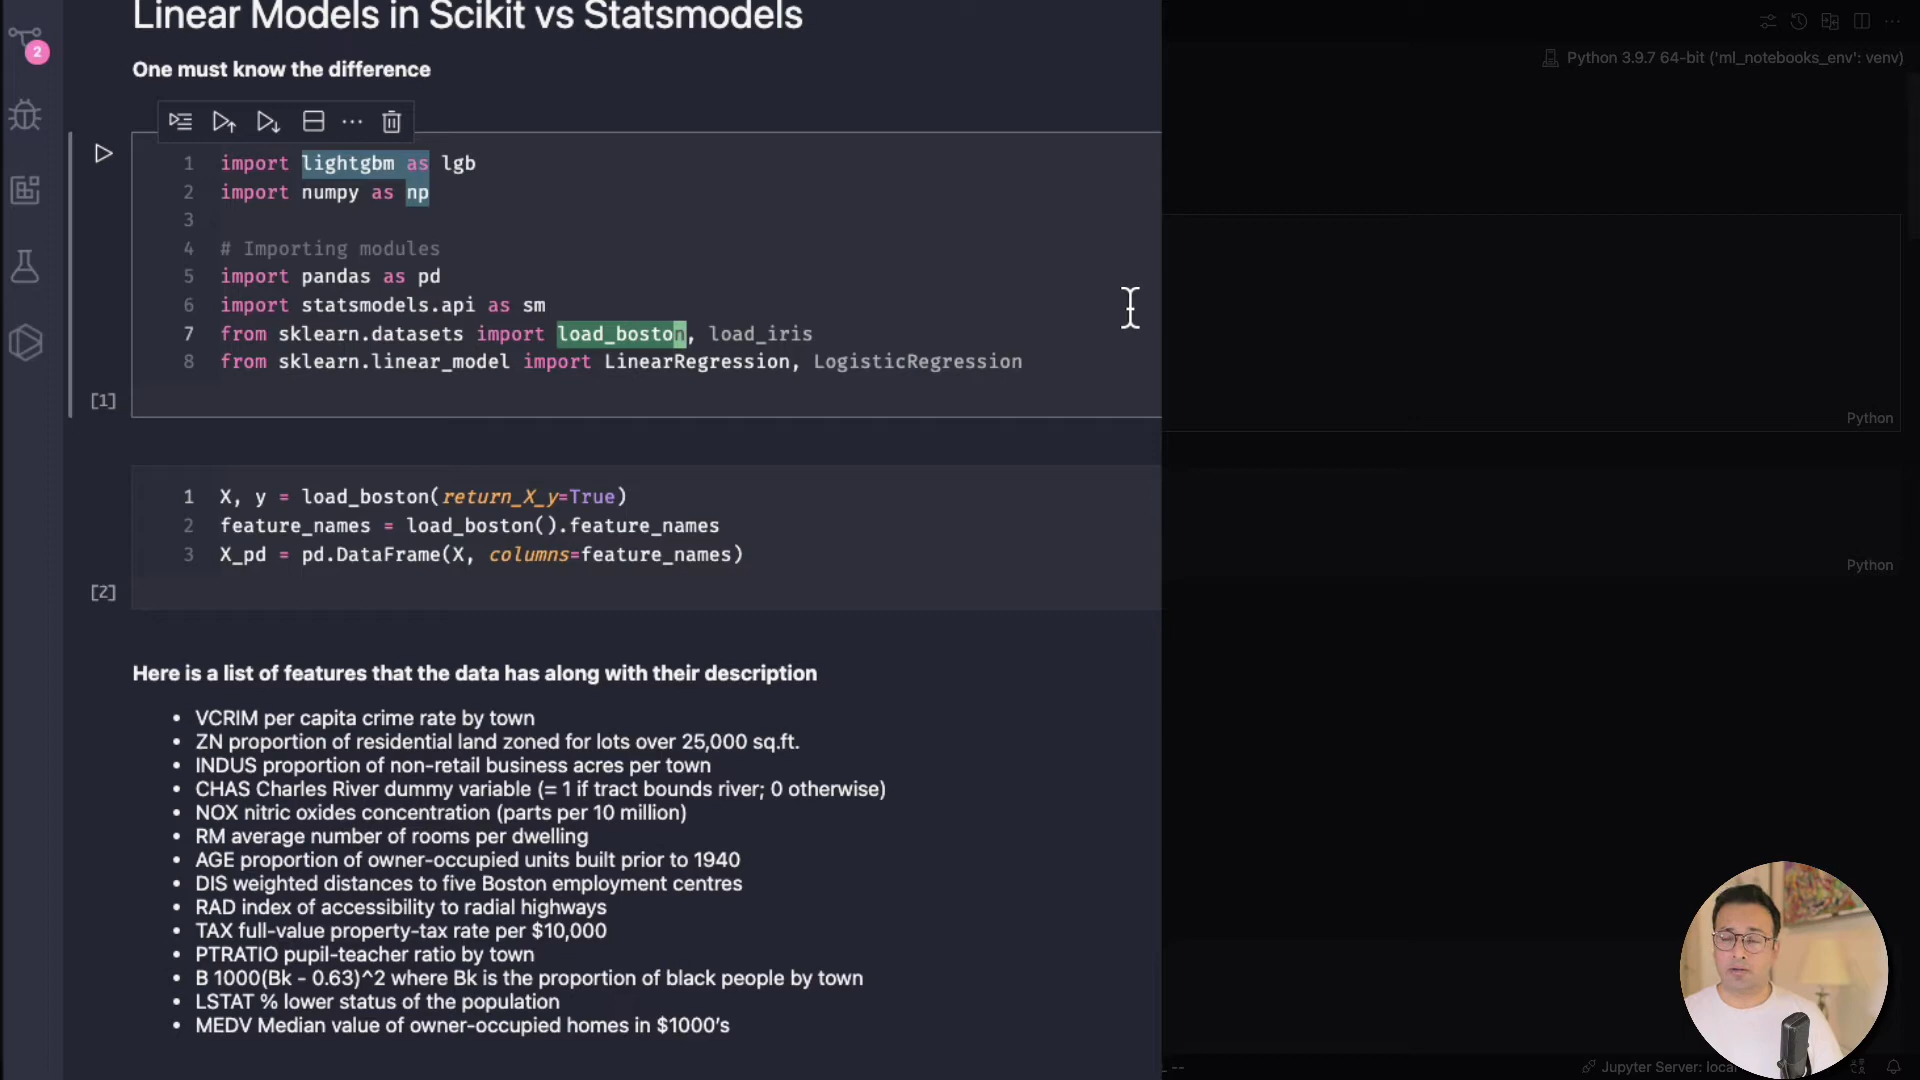 Linear Models in Scikit vs Statsmodels
Python 3.9.7 64-bit ('ml_notebooks_env': venv)
2
One must know the difference
1 import lightgbm as lgb
2 import numpy as np
3
4 # Importing modules
5 import pandas as pd
6 import statsmodels.api as sm
7 from sklearn.datasets import load_boston, load_iris
8 from sklearn.linear_model import LinearRegression, LogisticRegression
[1]
Python
1 X, y = load_boston(return_X_y=True)
2 feature_names = load_boston().feature_names
3 X_pd = pd.DataFrame(X, columns=feature_names)
[2]
Python
Here is a list of features that the data has along with their description
• VCRIM per capita crime rate by town
• ZN proportion of residential land zoned for lots over 25,000 sq.ft.
• INDUS proportion of non-retail business acres per town
• CHAS Charles River dummy variable (= 1 if tract bounds river; 0 otherwise)
• NOX nitric oxides concentration (parts per 10 million)
• RM average number of rooms per dwelling
• AGE proportion of owner-occupied units built prior to 1940
• DIS weighted distances to five Boston employment centres
• RAD index of accessibility to radial highways
• TAX full-value property-tax rate per $10,000
• PTRATIO pupil-teacher ratio by town
• B 1000(Bk - 0.63)^2 where Bk is the proportion of black people by town
• LSTAT % lower status of the population
• MEDV Median value of owner-occupied homes in $1000's
--
Jupyter Server: